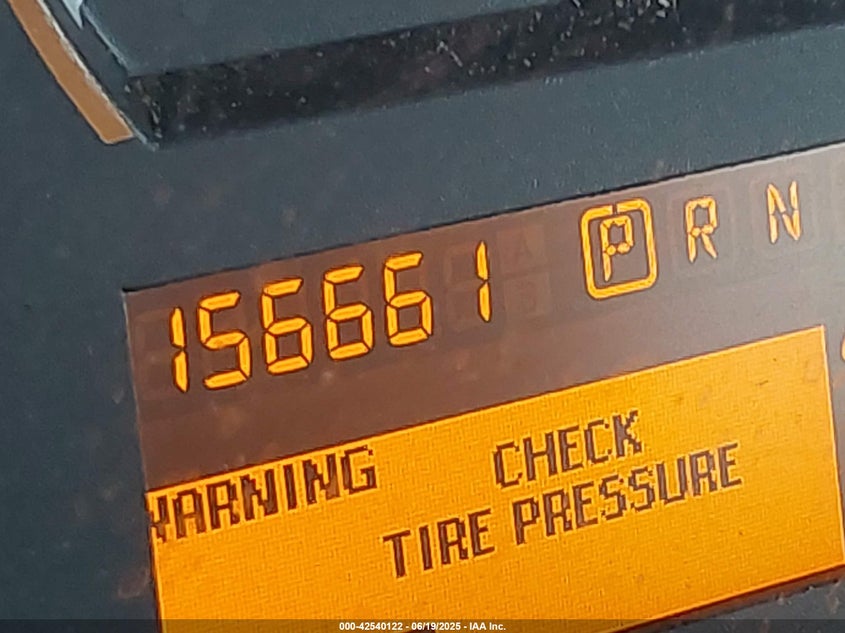 156661 P R N
WARNING CHECK
TIRE PRESSURE
000-42540122 - 06/19/2025 - IAA Inc.